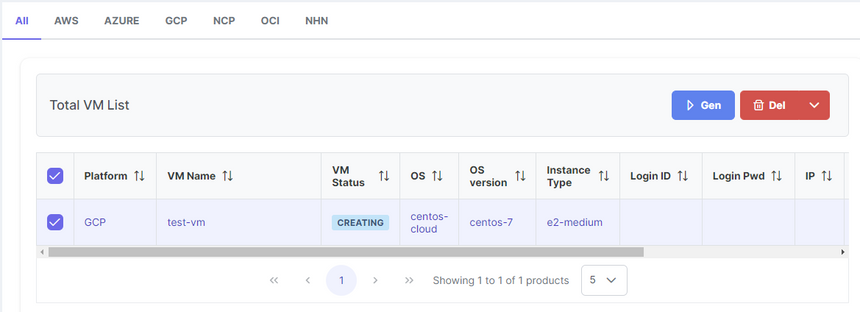 All AWS AZURE GCP NCP OCI NHN
Total VM List
Gen Del
Platform VM Name VM Status OS OS version Instance Type Login ID Login Pwd IP
GCP test-vm CREATING centos-cloud centos-7 e2-medium
1 Showing 1 to 1 of 1 products 5